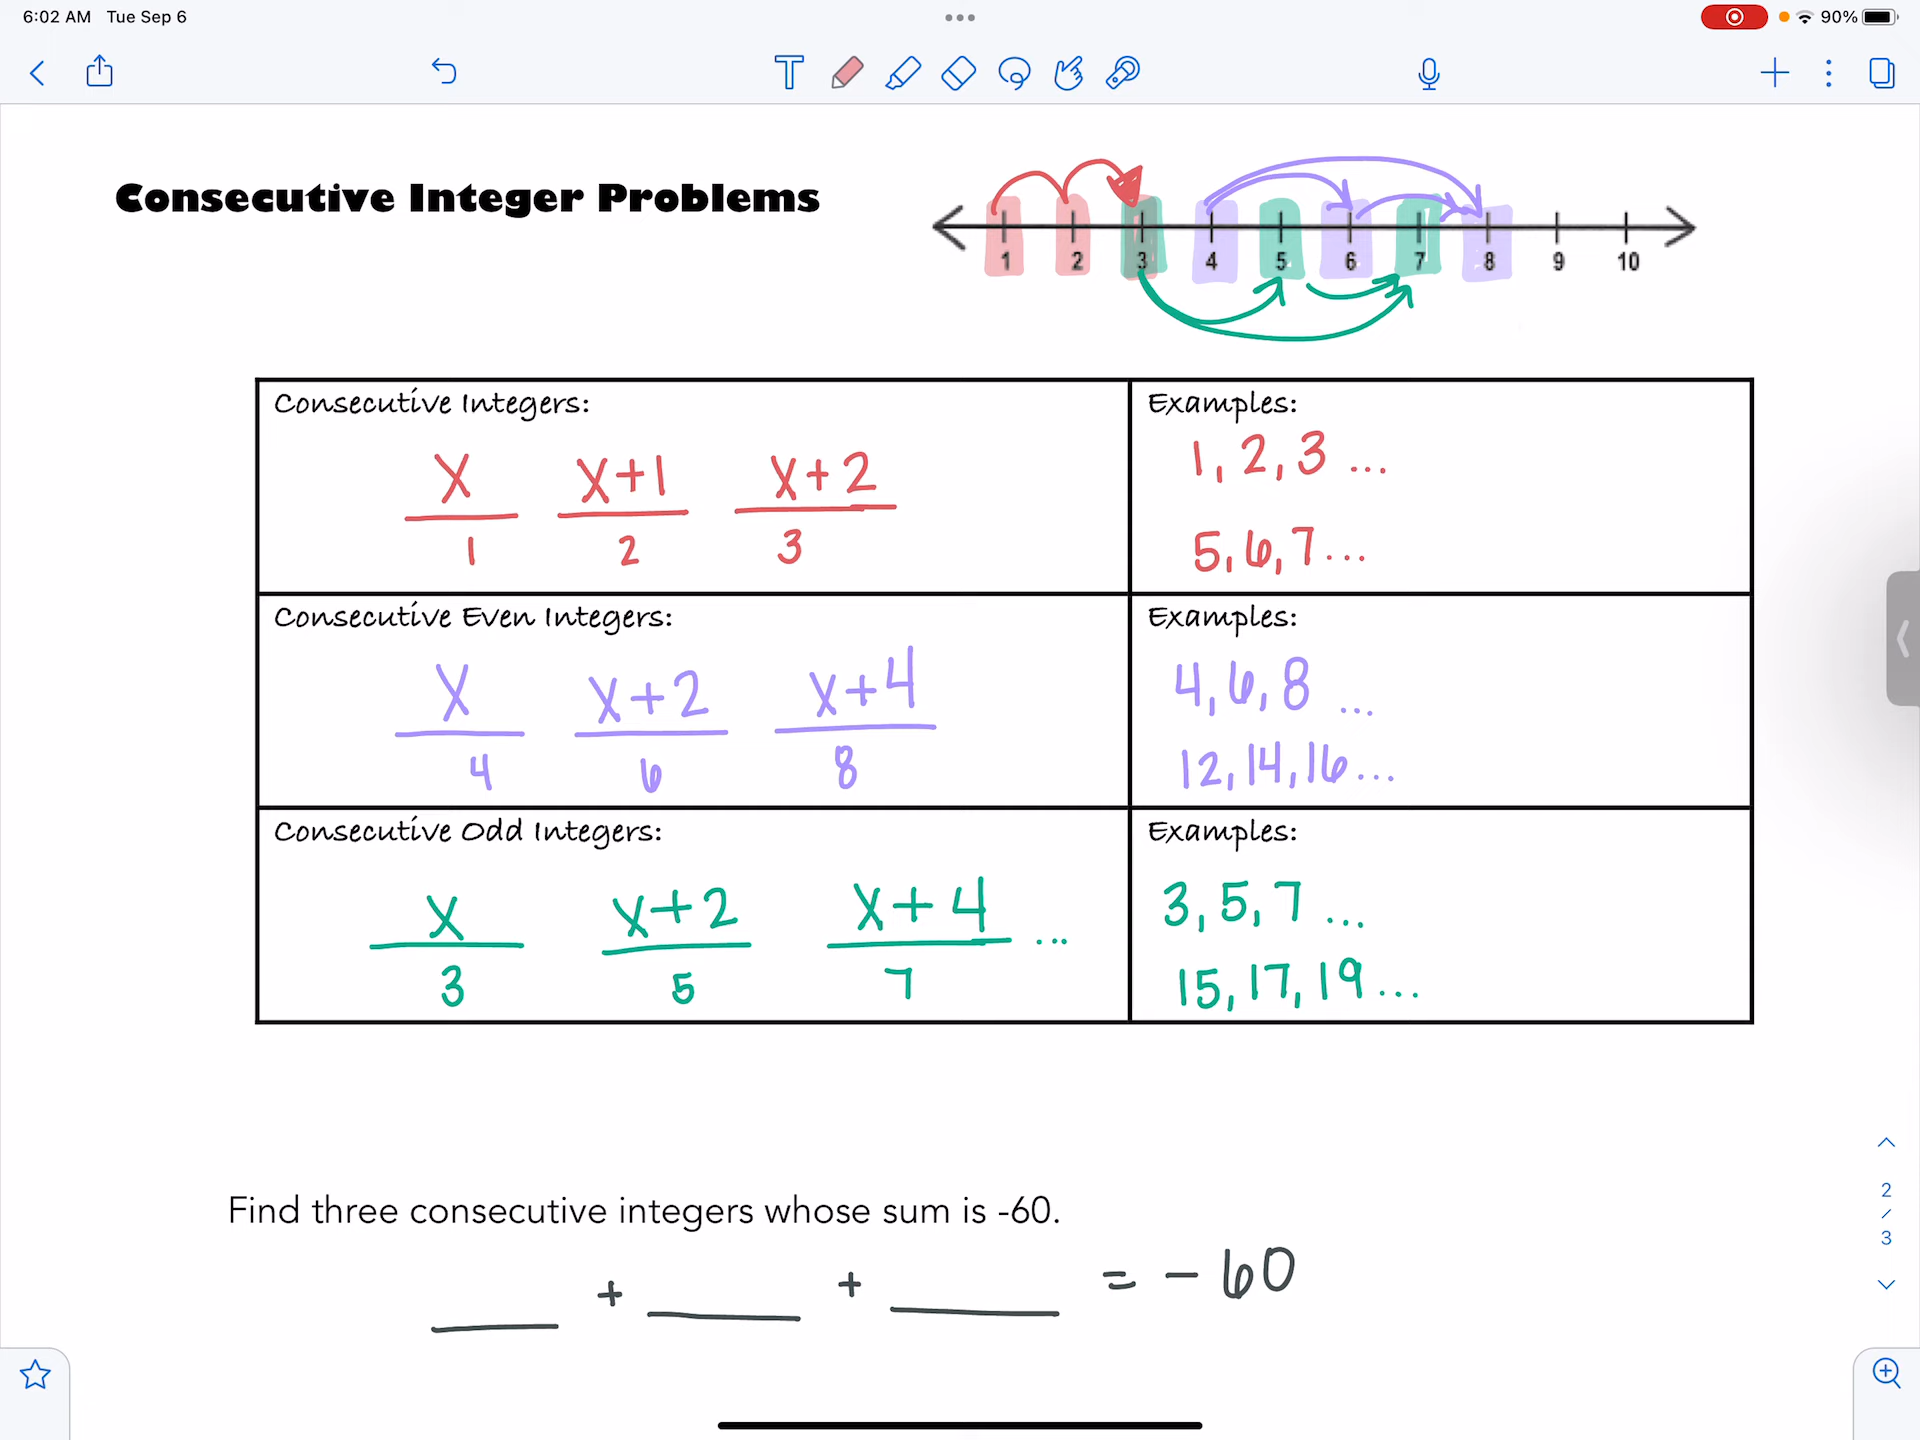 6:02 AM Tue Sep 6
90%
T
Consecutive Integer Problems
1 2 3 4 5 6 7 8 9 10
Consecutive Integers:
x x+1 x+2
1 2 3
Examples:
1, 2, 3 ...
5, 6, 7...
Consecutive Even Integers:
x x+2 x+4
4 6 8
Examples:
4, 6, 8 ...
12, 14, 16...
Consecutive Odd Integers:
x x+2 x+4 ...
3 5 7
Examples:
3, 5, 7 ...
15, 17, 19...
Find three consecutive integers whose sum is -60.
___ + ___ + ___ = - 60
2
/
3